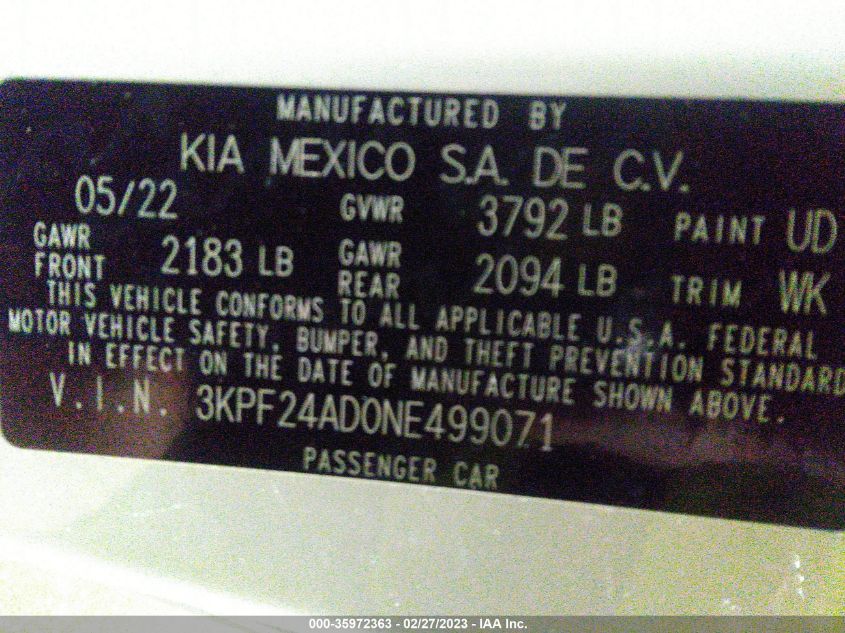 MANUFACTURED BY
KIA MEXICO S.A. DE C.V.
05/22 GVWR 3792 LB PAINT UD
GAWR FRONT 2183 LB GAWR REAR 2094 LB TRIM WK
THIS VEHICLE CONFORMS TO ALL APPLICABLE U.S.A. FEDERAL
MOTOR VEHICLE SAFETY, BUMPER, AND THEFT PREVENTION STANDARD
IN EFFECT ON THE DATE OF MANUFACTURE SHOWN ABOVE.
V.I.N. 3KPF24AD0NE499071
PASSENGER CAR
000-35972363 - 02/27/2023 - IAA Inc.